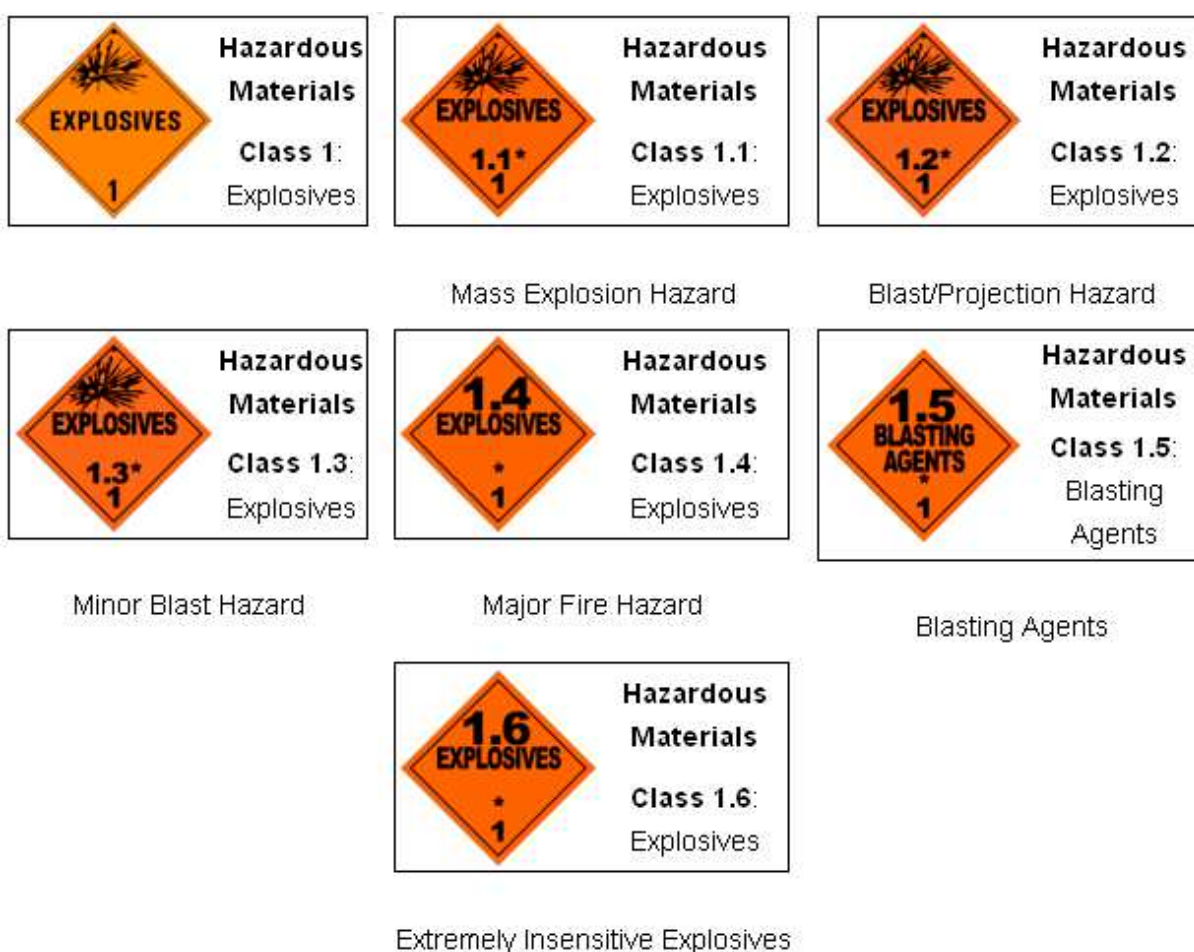 EXPLOSIVES
1
Hazardous
Materials
Class 1:
Explosives
EXPLOSIVES
1.1*
1
Hazardous
Materials
Class 1.1:
Explosives
Mass Explosion Hazard
EXPLOSIVES
1.2*
1
Hazardous
Materials
Class 1.2:
Explosives
Blast/Projection Hazard
EXPLOSIVES
1.3*
1
Hazardous
Materials
Class 1.3:
Explosives
Minor Blast Hazard
1.4
EXPLOSIVES
*
1
Hazardous
Materials
Class 1.4:
Explosives
Major Fire Hazard
1.5
BLASTING
AGENTS
*
1
Hazardous
Materials
Class 1.5:
Blasting
Agents
Blasting Agents
1.6
EXPLOSIVES
*
1
Hazardous
Materials
Class 1.6:
Explosives
Extremely Insensitive Explosives